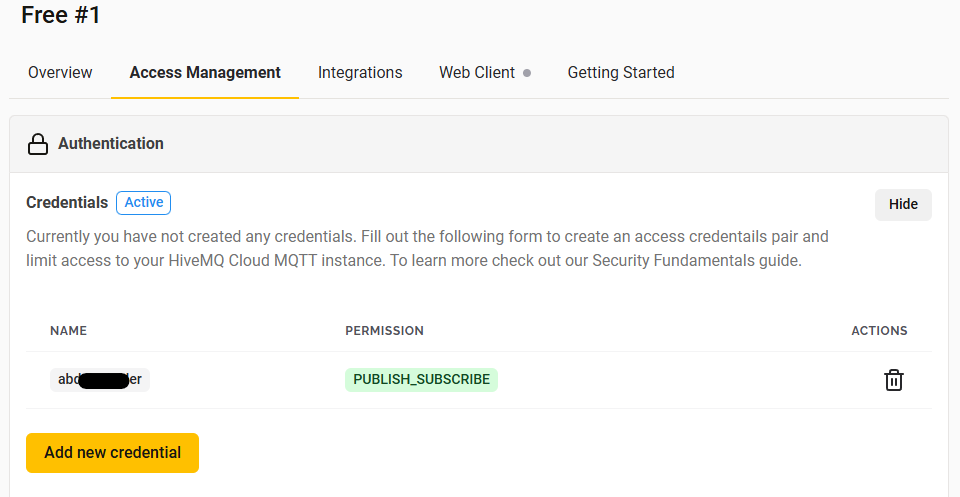 Free #1
Overview Access Management Integrations Web Client Getting Started
Authentication
Credentials Active Hide
Currently you have not created any credentials. Fill out the following form to create an access credentails pair and
limit access to your HiveMQ Cloud MQTT instance. To learn more check out our Security Fundamentals guide.
NAME PERMISSION ACTIONS
PUBLISH_SUBSCRIBE
Add new credential